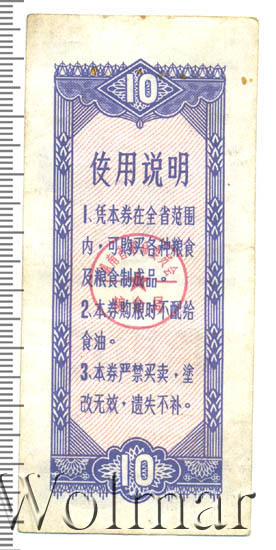 10
使用说明
1、凭本券在全省范围
内,可购买各种粮食
及粮食制成品。
2、本券购粮时不配给
食油。
3、本券严禁买卖,塗
改无效,遗失不补。
10
Wolmar